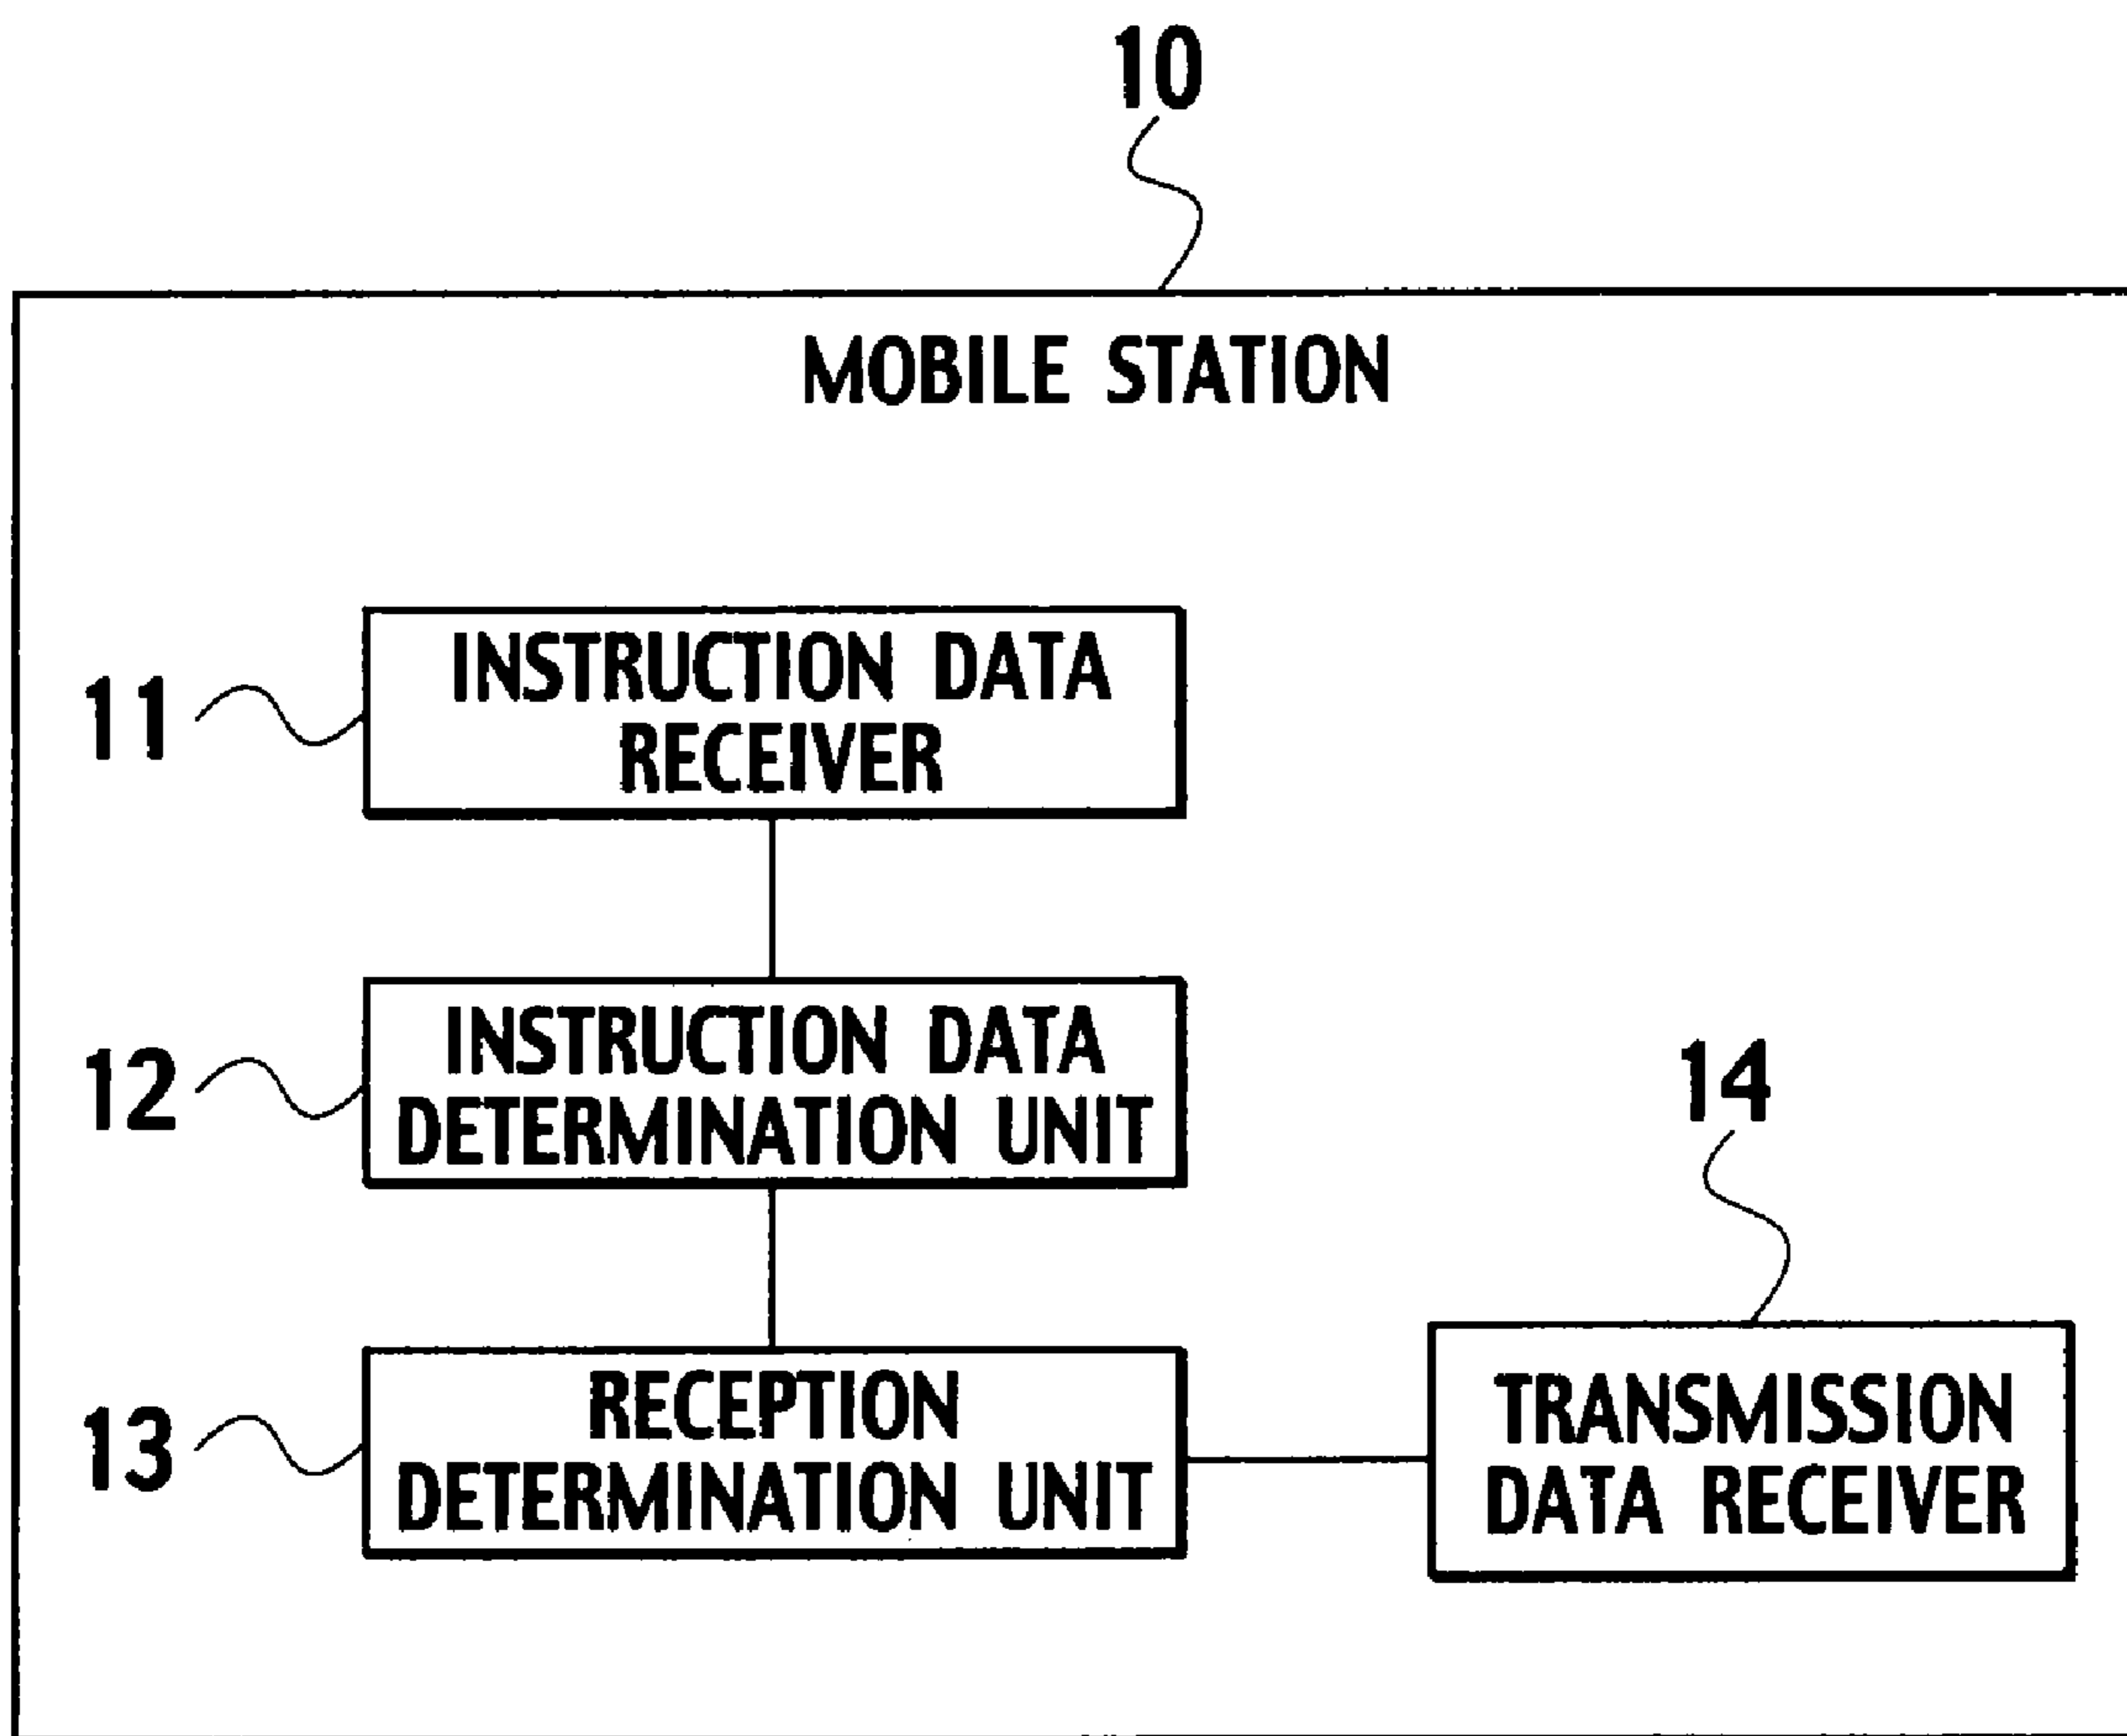 10
MOBILE STATION
11
INSTRUCTION DATA
RECEIVER
12
INSTRUCTION DATA
DETERMINATION UNIT
13
RECEPTION
DETERMINATION UNIT
14
TRANSMISSION
DATA RECEIVER